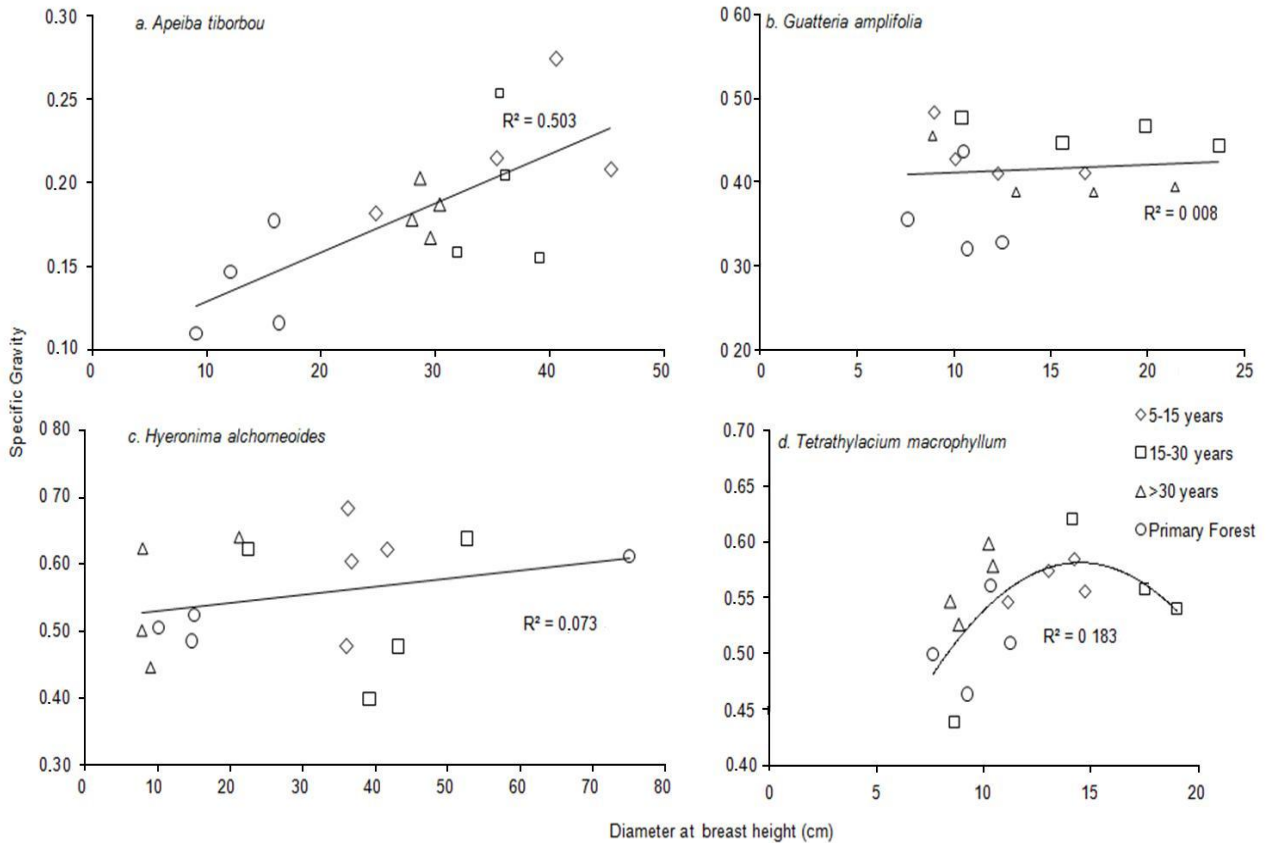 a. Apeiba tiborbou
0.30
0.25
0.20
0.15
0.10
R² = 0.503
0 10 20 30 40 50
b. Guatteria amplifolia
0 60
0 50
0 40
0 30
0 20
R² = 0 008
0 5 10 15 20 25
Specific Gravity
c. Hyeronima alchorneoides
0 80
0 70
0.60
0.50
0.40
0.30
R² = 0.073
0 10 20 30 40 50 60 70 80
d. Tetrathylacium macrophyllum
0.70
0.65
0.60
0.55
0.50
0.45
0.40
R² = 0 183
0 5 10 15 20
5-15 years
15-30 years
>30 years
Primary Forest
Diameter at breast height (cm)